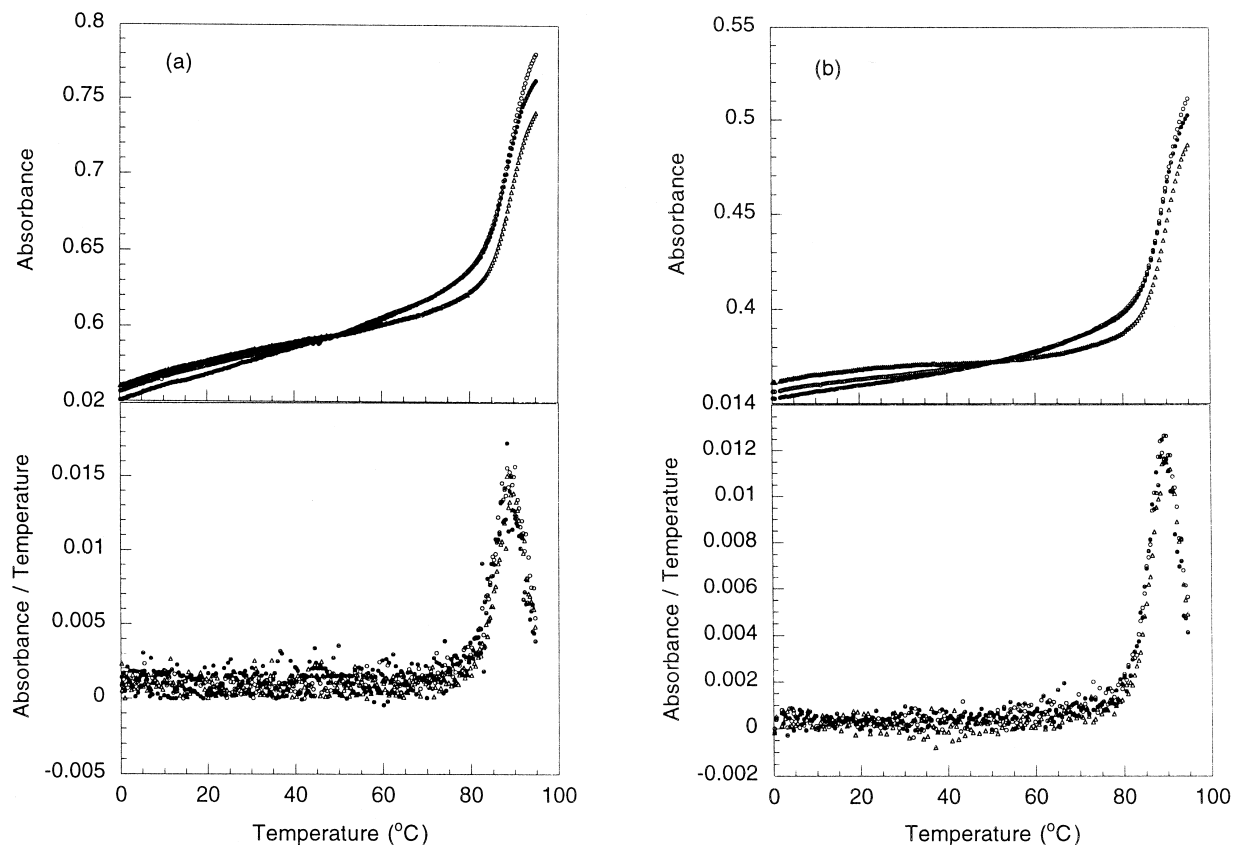 0.8
(a)
0.75
0.7
0.65
0.6
0.02
Absorbance
0.015
0.01
0.005
0
-0.005
Absorbance / Temperature
0 20 40 60 80 100
Temperature (°C)
0.55
(b)
0.5
0.45
0.4
0.014
Absorbance
0.012
0.01
0.008
0.006
0.004
0.002
0
-0.002
Absorbance / Temperature
0 20 40 60 80 100
Temperature (°C)